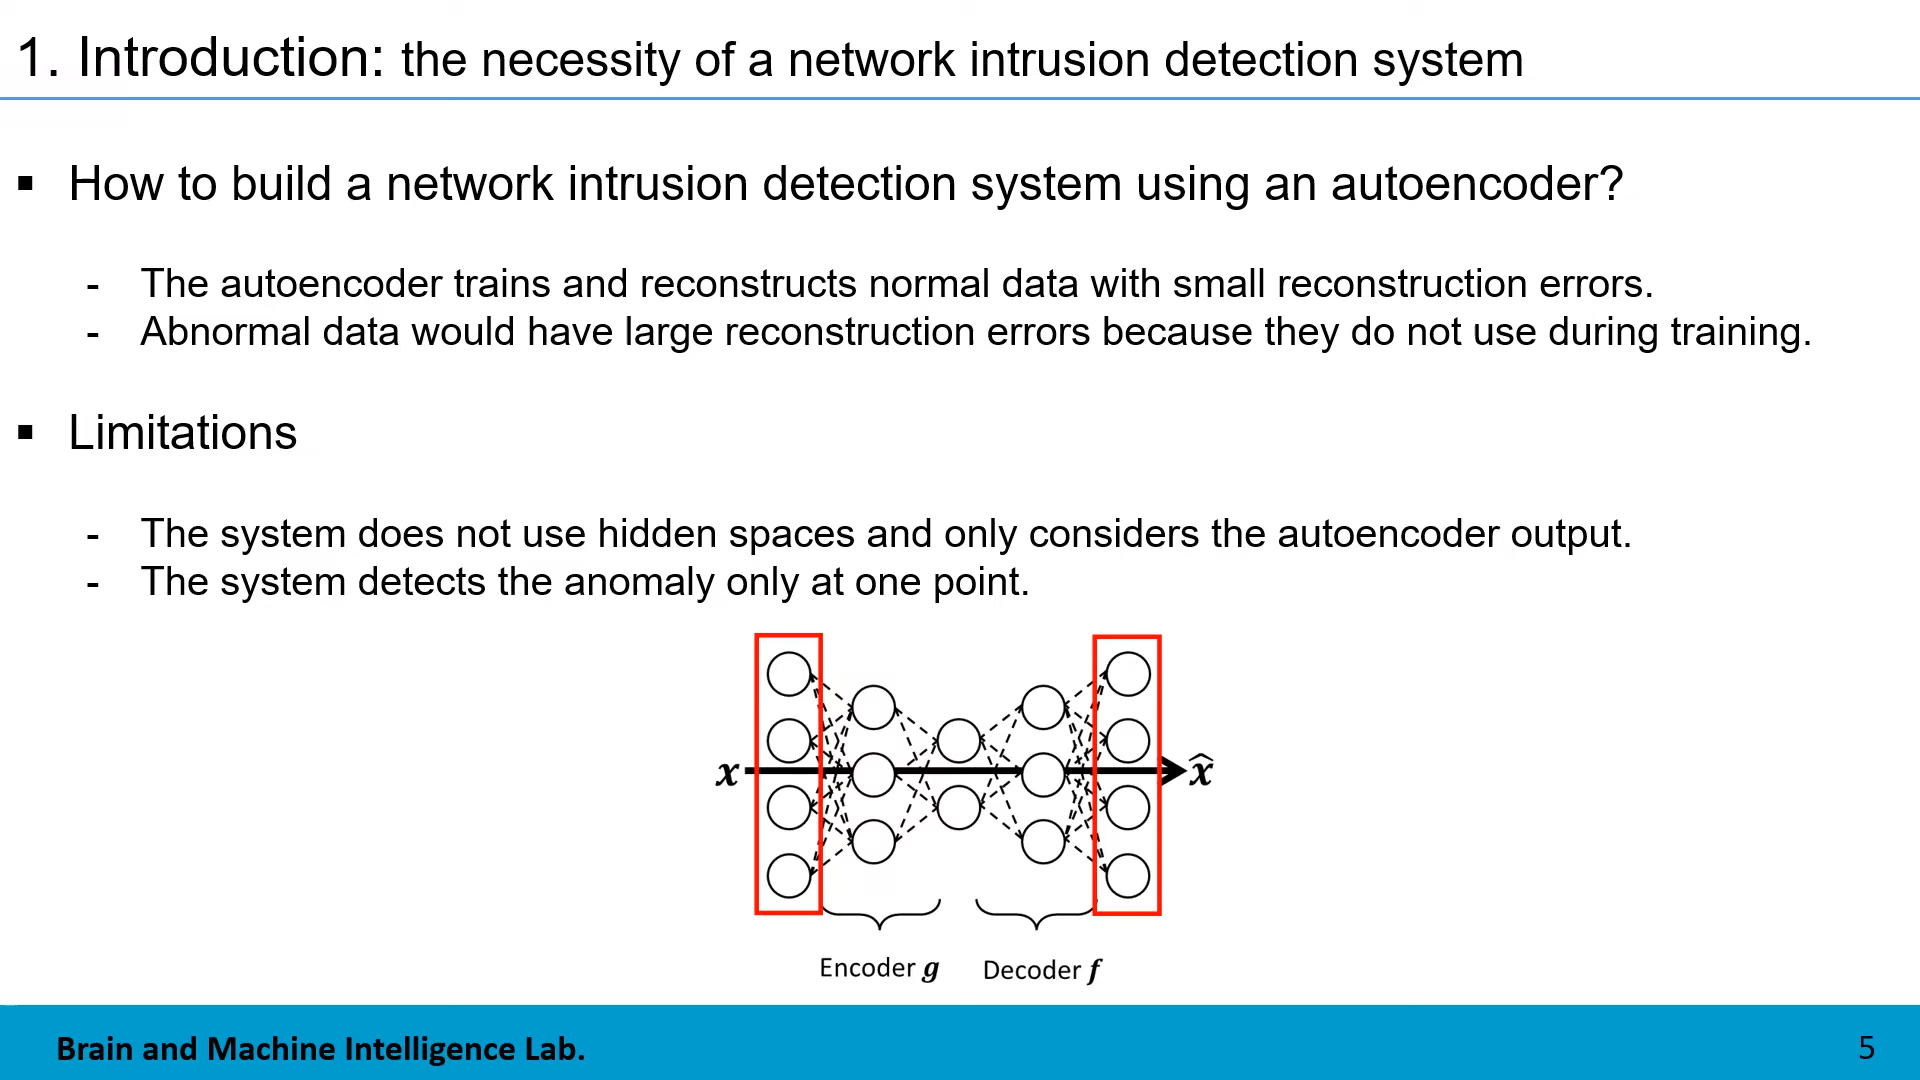 1. Introduction: the necessity of a network intrusion detection system
▪ How to build a network intrusion detection system using an autoencoder?
- The autoencoder trains and reconstructs normal data with small reconstruction errors.
- Abnormal data would have large reconstruction errors because they do not use during training.
▪ Limitations
- The system does not use hidden spaces and only considers the autoencoder output.
- The system detects the anomaly only at one point.
x x̂
Encoder g Decoder f
Brain and Machine Intelligence Lab. 5